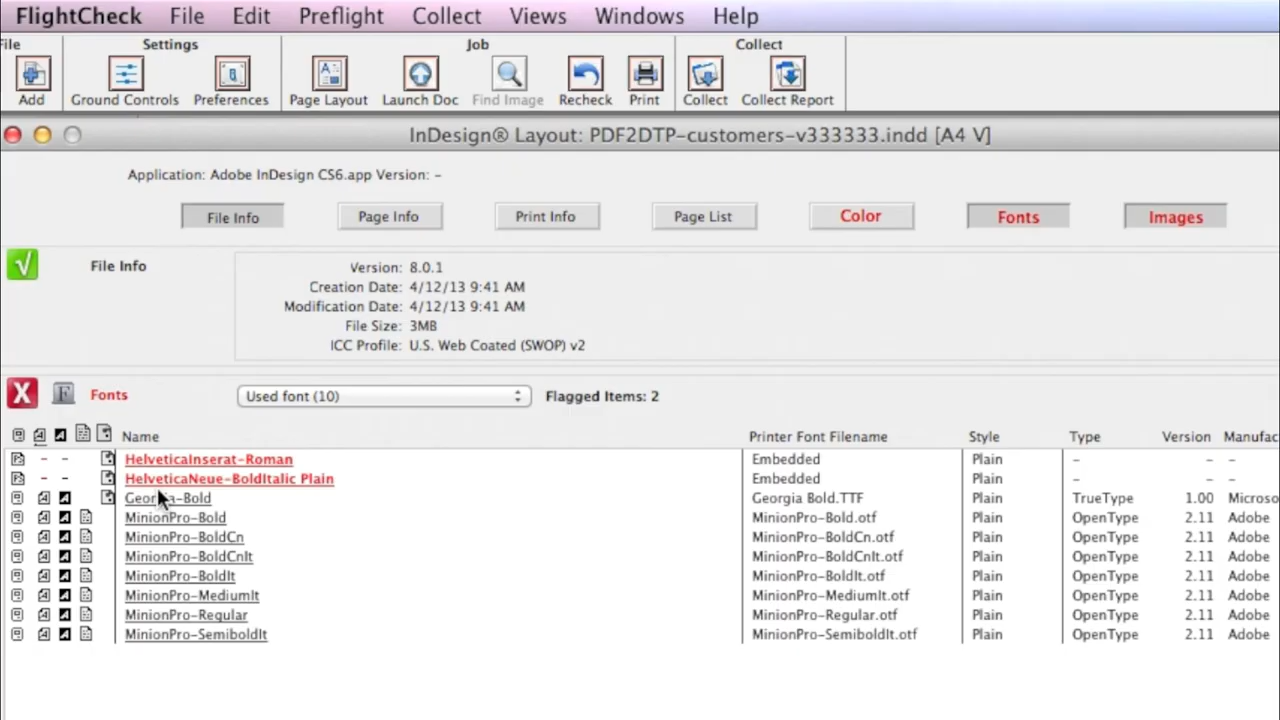 FlightCheck File Edit Preflight Collect Views Windows Help
File Settings Job Collect
Add Ground Controls Preferences Page Layout Launch Doc Find Image Recheck Print Collect Collect Report
InDesign® Layout: PDF2DTP-customers-v333333.indd [A4 V]
Application: Adobe InDesign CS6.app Version: –
File Info Page Info Print Info Page List Color Fonts Images
File Info
Version: 8.0.1
Creation Date: 4/12/13 9:41 AM
Modification Date: 4/12/13 9:41 AM
File Size: 3MB
ICC Profile: U.S. Web Coated (SWOP) v2
Fonts Used font (10) Flagged Items: 2
Name Printer Font Filename Style Type Version Manufac
HelveticaInserat-Roman Embedded Plain – – –
HelveticaNeue-BoldItalic Plain Embedded Plain – – –
Georgia-Bold Georgia Bold.TTF Plain TrueType 1.00 Microso
MinionPro-Bold MinionPro-Bold.otf Plain OpenType 2.11 Adobe
MinionPro-BoldCn MinionPro-BoldCn.otf Plain OpenType 2.11 Adobe
MinionPro-BoldCnIt MinionPro-BoldCnIt.otf Plain OpenType 2.11 Adobe
MinionPro-BoldIt MinionPro-BoldIt.otf Plain OpenType 2.11 Adobe
MinionPro-MediumIt MinionPro-MediumIt.otf Plain OpenType 2.11 Adobe
MinionPro-Regular MinionPro-Regular.otf Plain OpenType 2.11 Adobe
MinionPro-SemiboldIt MinionPro-SemiboldIt.otf Plain OpenType 2.11 Adobe